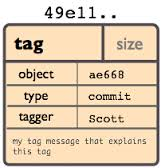 49e11..
tag size
object ae668
type commit
tagger Scott
my tag message that explains
this tag